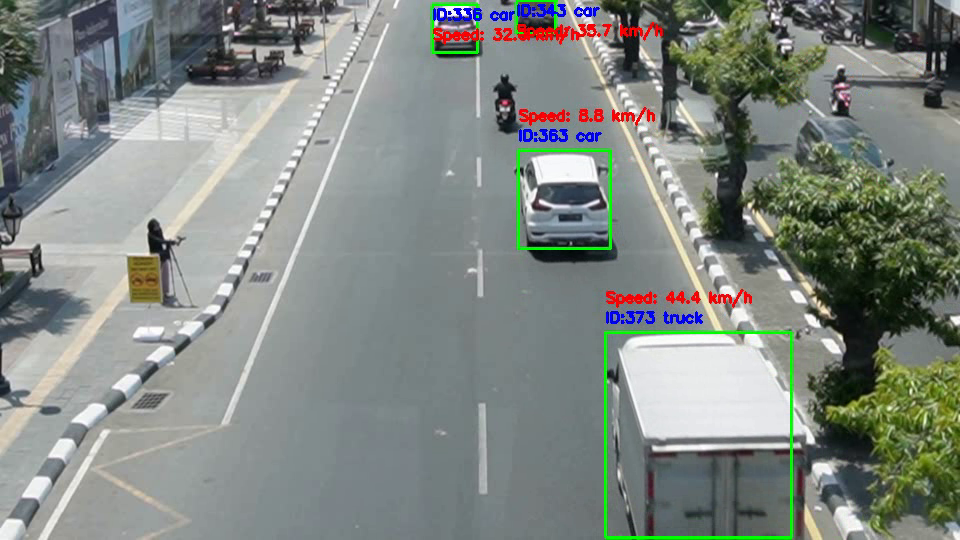 ID:336 car
ID:343 car
Speed: 35.7 km/h
Speed: 8.8 km/h
ID:363 car
Speed: 44.4 km/h
ID:373 truck